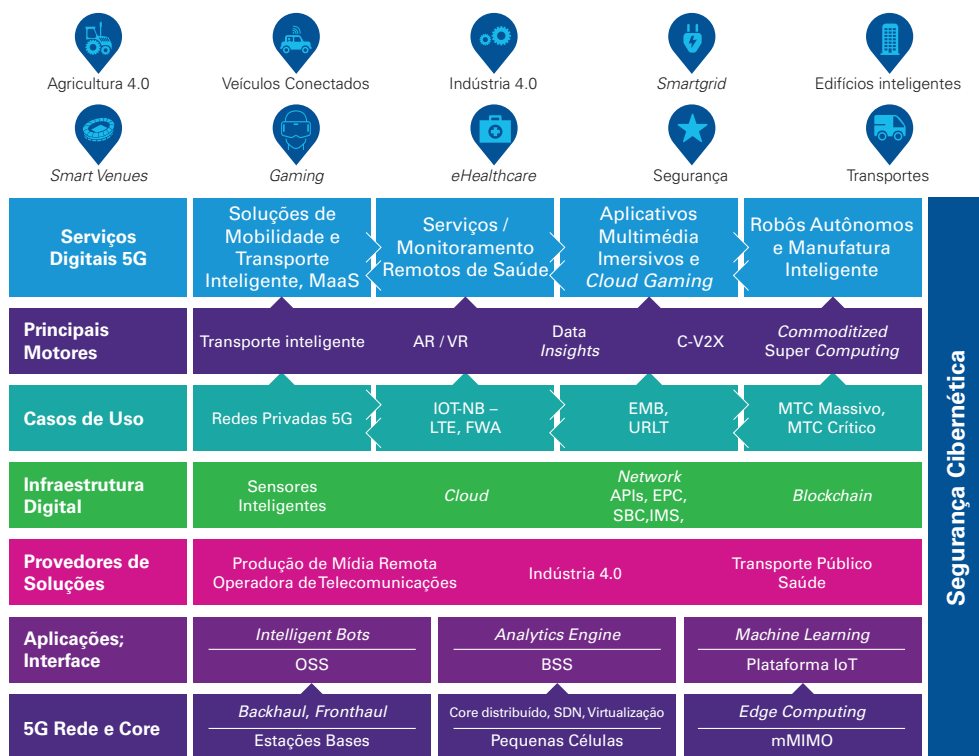 Agricultura 4.0
Veículos Conectados
Indústria 4.0
Smartgrid
Edifícios inteligentes
Smart Venues
Gaming
eHealthcare
Segurança
Transportes
Serviços
Digitais 5G
Soluções de
Mobilidade e
Transporte
Inteligente, MaaS
Serviços /
Monitoramento
Remotos de Saúde
Aplicativos
Multimédia
Imersivos e
Cloud Gaming
Robôs Autônomos
e Manufatura
Inteligente
Principais
Motores
Transporte inteligente
AR / VR
Data
Insights
C-V2X
Commoditized
Super Computing
Casos de Uso
Redes Privadas 5G
IOT-NB –
LTE, FWA
EMB,
URLT
MTC Massivo,
MTC Crítico
Infraestrutura
Digital
Sensores
Inteligentes
Cloud
Network
APIs, EPC,
SBC,IMS,
Blockchain
Provedores de
Soluções
Produção de Mídia Remota
Operadora de Telecomunicações
Indústria 4.0
Transporte Público
Saúde
Aplicações;
Interface
Intelligent Bots
OSS
Analytics Engine
BSS
Machine Learning
Plataforma IoT
5G Rede e Core
Backhaul, Fronthaul
Estações Bases
Core distribuído, SDN, Virtualização
Pequenas Células
Edge Computing
mMIMO
Segurança Cibernética